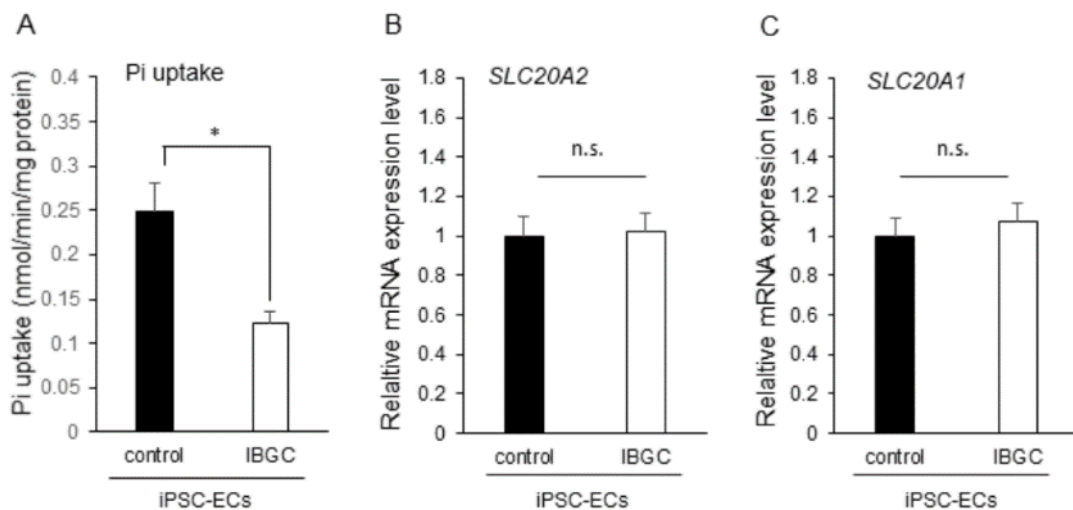 A
Pi uptake
Pi uptake (nmol/min/mg protein)
0.4
0.35
0.3
0.25
0.2
0.15
0.1
0.05
0
*
control IBGC
iPSC-ECs
B
SLC20A2
Relaltive mRNA expression level
1.8
1.6
1.4
1.2
1
0.8
0.6
0.4
0.2
0
n.s.
control IBGC
iPSC-ECs
C
SLC20A1
Relaltive mRNA expression level
1.8
1.6
1.4
1.2
1
0.8
0.6
0.4
0.2
0
n.s.
control IBGC
iPSC-ECs